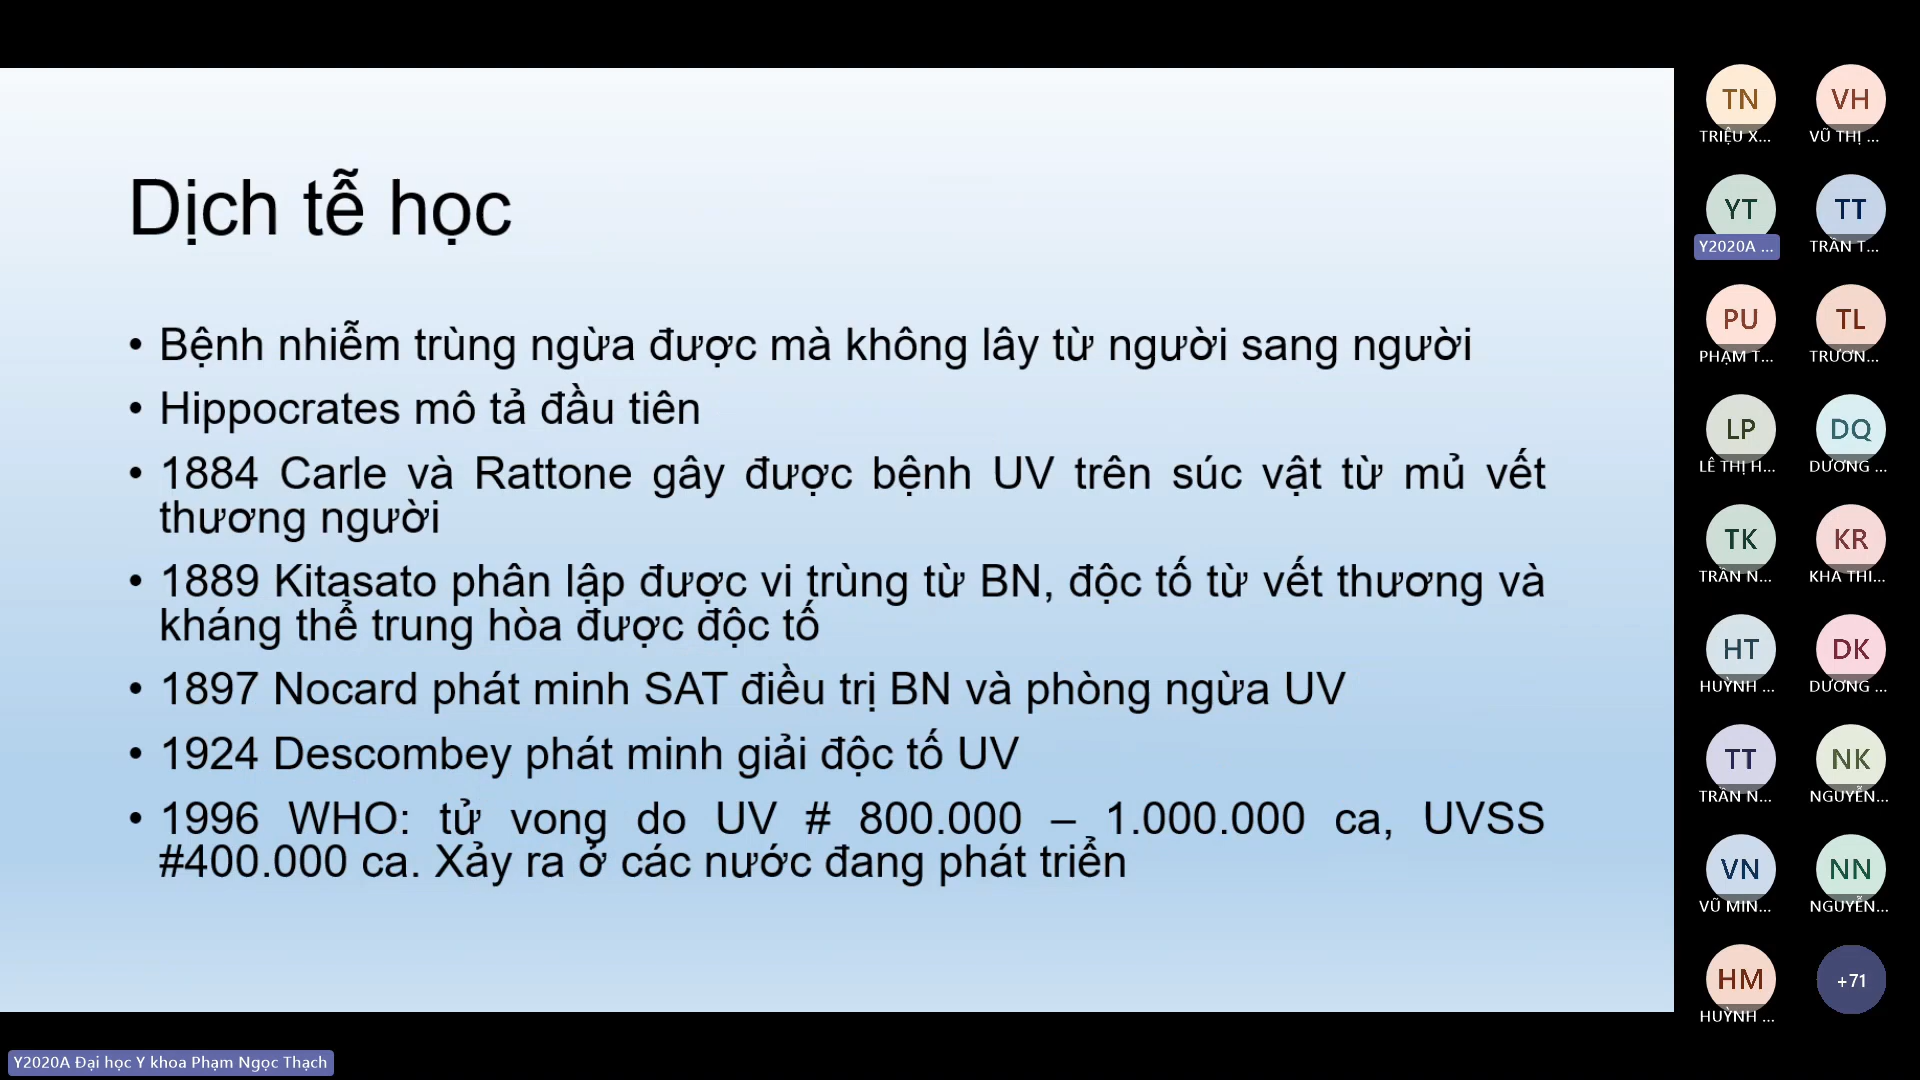 Dịch tễ học
• Bệnh nhiễm trùng ngừa được mà không lây từ người sang người
• Hippocrates mô tả đầu tiên
• 1884 Carle và Rattone gây được bệnh UV trên súc vật từ mủ vết
thương người
• 1889 Kitasato phân lập được vi trùng từ BN, độc tố từ vết thương và
kháng thể trung hòa được độc tố
• 1897 Nocard phát minh SAT điều trị BN và phòng ngừa UV
• 1924 Descombey phát minh giải độc tố UV
• 1996 WHO: tử vong do UV # 800.000 – 1.000.000 ca, UVSS
#400.000 ca. Xảy ra ở các nước đang phát triển
TN VH
TRIỆU X... VŨ THỊ ...
YT TT
Y2020A ... TRẦN T...
PU TL
PHẠM T... TRƯƠN...
LP DQ
LÊ THỊ H... DƯƠNG ...
TK KR
TRẦN N... KHA THI...
HT DK
HUỲNH ... DƯƠNG ...
TT NK
TRẦN N... NGUYỄN...
VN NN
VŨ MIN... NGUYỄN...
HM +71
HUỲNH ...
Y2020A Đại học Y khoa Phạm Ngọc Thạch